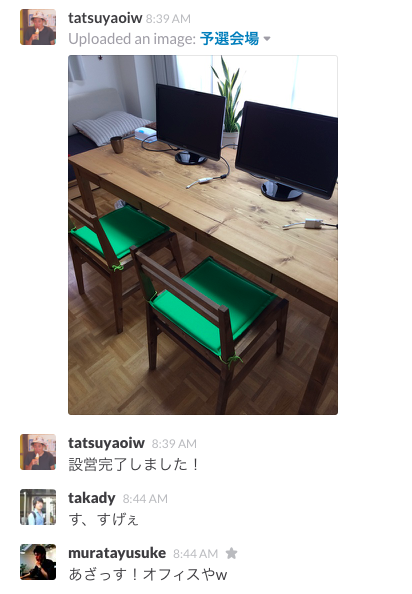 tatsuyaoiw 8:39 AM
Uploaded an image: 予選会場
tatsuyaoiw 8:39 AM
設営完了しました！
takady 8:44 AM
す、すげぇ
muratayusuke 8:44 AM
あざっす！オフィスやw